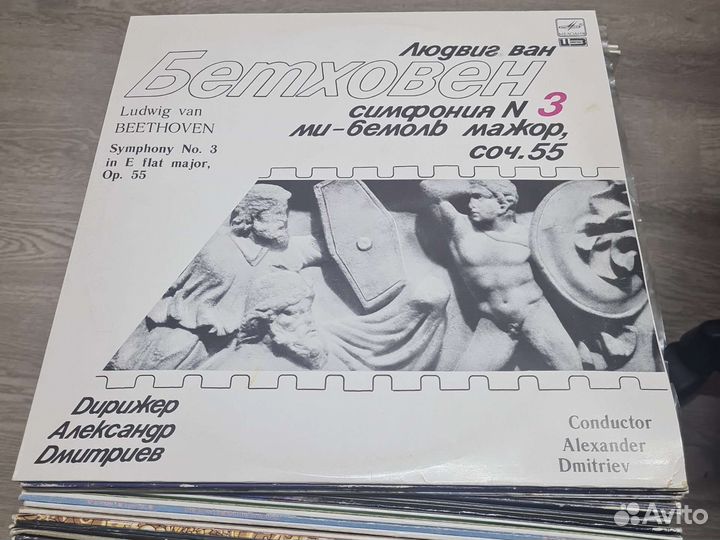 Людвиг ван
Бетховен
симфония N 3
ми-бемоль мажор,
соч.55
Ludwig van
BEETHOVEN
Symphony No. 3
in E flat major,
Op. 55
Дирижер
Александр
Дмитриев
Conductor
Alexander
Dmitriev
Avito